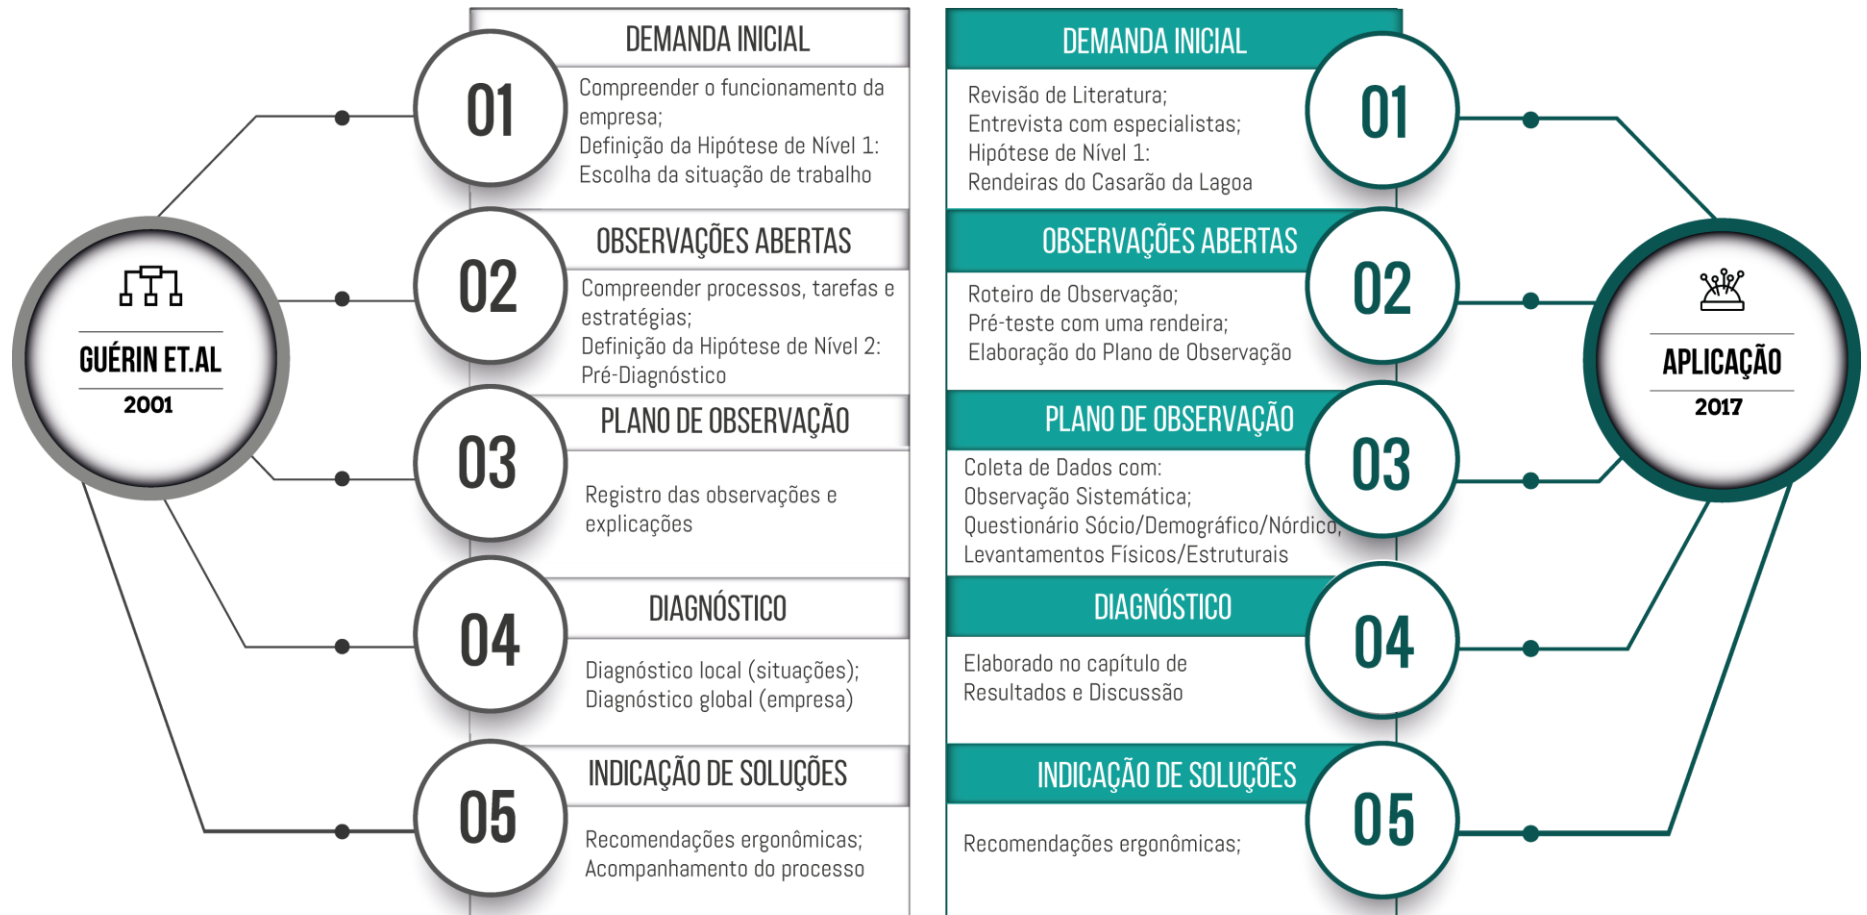 GUÉRIN ET.AL
2001
01
DEMANDA INICIAL
Compreender o funcionamento da
empresa;
Definição da Hipótese de Nível 1:
Escolha da situação de trabalho
02
OBSERVAÇÕES ABERTAS
Compreender processos, tarefas e
estratégias;
Definição da Hipótese de Nível 2:
Pré-Diagnóstico
03
PLANO DE OBSERVAÇÃO
Registro das observações e
explicações
04
DIAGNÓSTICO
Diagnóstico local (situações);
Diagnóstico global (empresa)
05
INDICAÇÃO DE SOLUÇÕES
Recomendações ergonômicas;
Acompanhamento do processo
DEMANDA INICIAL
01
Revisão de Literatura;
Entrevista com especialistas;
Hipótese de Nível 1:
Rendeiras do Casarão da Lagoa
OBSERVAÇÕES ABERTAS
02
Roteiro de Observação;
Pré-teste com uma rendeira;
Elaboração do Plano de Observação
PLANO DE OBSERVAÇÃO
03
Coleta de Dados com:
Observação Sistemática;
Questionário Sócio/Demográfico/Nórdico;
Levantamentos Físicos/Estruturais
DIAGNÓSTICO
04
Elaborado no capítulo de
Resultados e Discussão
INDICAÇÃO DE SOLUÇÕES
05
Recomendações ergonômicas;
APLICAÇÃO
2017